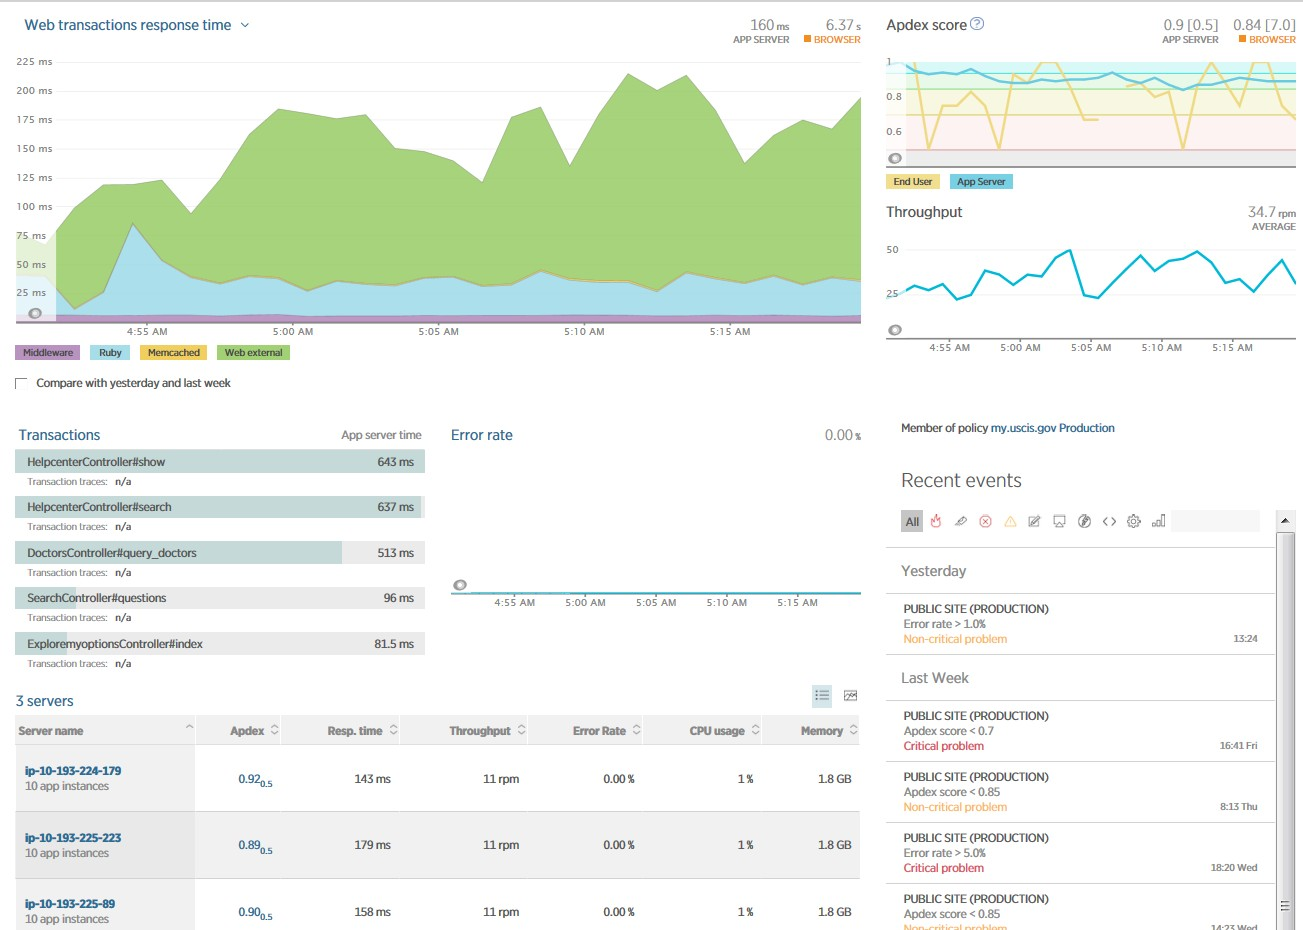 Web transactions response time
160 ms
APP SERVER
6.37 s
BROWSER
225 ms
200 ms
175 ms
150 ms
125 ms
100 ms
75 ms
50 ms
25 ms
4:55 AM 5:00 AM 5:05 AM 5:10 AM 5:15 AM
Middleware Ruby Memcached Web external
Compare with yesterday and last week
Apdex score ?
0.9 [0.5]
APP SERVER
0.84 [7.0]
BROWSER
1
0.8
0.6
End User App Server
Throughput
34.7 rpm
AVERAGE
50
25
4:55 AM 5:00 AM 5:05 AM 5:10 AM 5:15 AM
Transactions App server time
HelpcenterController#show 643 ms
Transaction traces: n/a
HelpcenterController#search 637 ms
Transaction traces: n/a
DoctorsController#query_doctors 513 ms
Transaction traces: n/a
SearchController#questions 96 ms
Transaction traces: n/a
ExploremyoptionsController#index 81.5 ms
Transaction traces: n/a
Error rate 0.00 %
4:55 AM 5:00 AM 5:05 AM 5:10 AM 5:15 AM
3 servers
Server name Apdex Resp. time Throughput Error Rate CPU usage Memory
ip-10-193-224-179 0.92 0.5 143 ms 11 rpm 0.00 % 1 % 1.8 GB
10 app instances
ip-10-193-225-223 0.89 0.5 179 ms 11 rpm 0.00 % 1 % 1.8 GB
10 app instances
ip-10-193-225-89 0.90 0.5 158 ms 11 rpm 0.00 % 1 % 1.8 GB
10 app instances
Member of policy my.uscis.gov Production
Recent events
All
Yesterday
PUBLIC SITE (PRODUCTION)
Error rate > 1.0%
Non-critical problem 13:24
Last Week
PUBLIC SITE (PRODUCTION)
Apdex score < 0.7
Critical problem 16:41 Fri
PUBLIC SITE (PRODUCTION)
Apdex score < 0.85
Non-critical problem 8:13 Thu
PUBLIC SITE (PRODUCTION)
Error rate > 5.0%
Critical problem 18:20 Wed
PUBLIC SITE (PRODUCTION)
Apdex score < 0.85
Non-critical problem 14:23 Wed